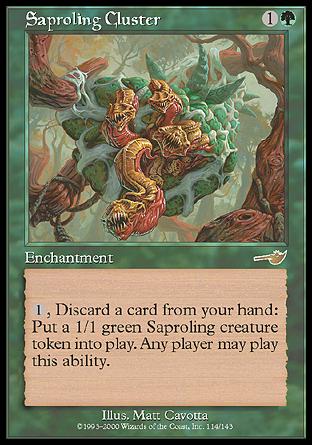 Saproling Cluster 1
Enchantment
1, Discard a card from your hand:
Put a 1/1 green Saproling creature
token into play. Any player may play
this ability.
Illus. Matt Cavotta
©1993-2000 Wizards of the Coast, Inc. 114/143